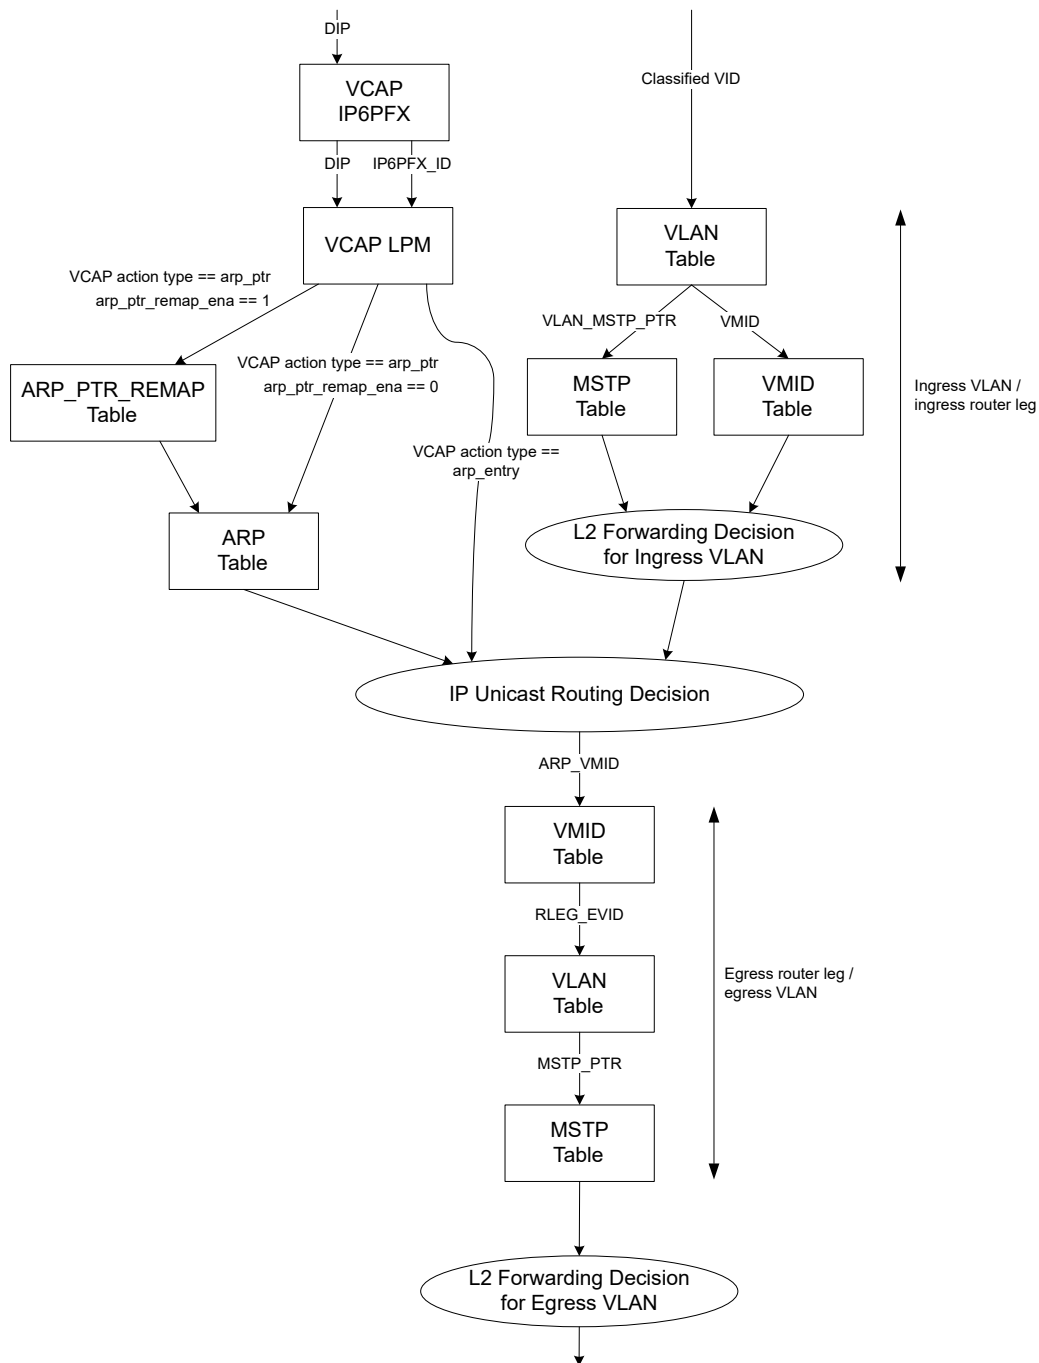 DIP
VCAP
IP6PFX
DIP
IP6PFX_ID
VCAP LPM
VCAP action type == arp_ptr
arp_ptr_remap_ena == 1
VCAP action type == arp_ptr
arp_ptr_remap_ena == 0
ARP_PTR_REMAP
Table
VCAP action type ==
arp_entry
ARP
Table
Classified VID
VLAN
Table
VLAN_MSTP_PTR
VMID
MSTP
Table
VMID
Table
Ingress VLAN /
ingress router leg
L2 Forwarding Decision
for Ingress VLAN
IP Unicast Routing Decision
ARP_VMID
VMID
Table
RLEG_EVID
VLAN
Table
Egress router leg /
egress VLAN
MSTP_PTR
MSTP
Table
L2 Forwarding Decision
for Egress VLAN